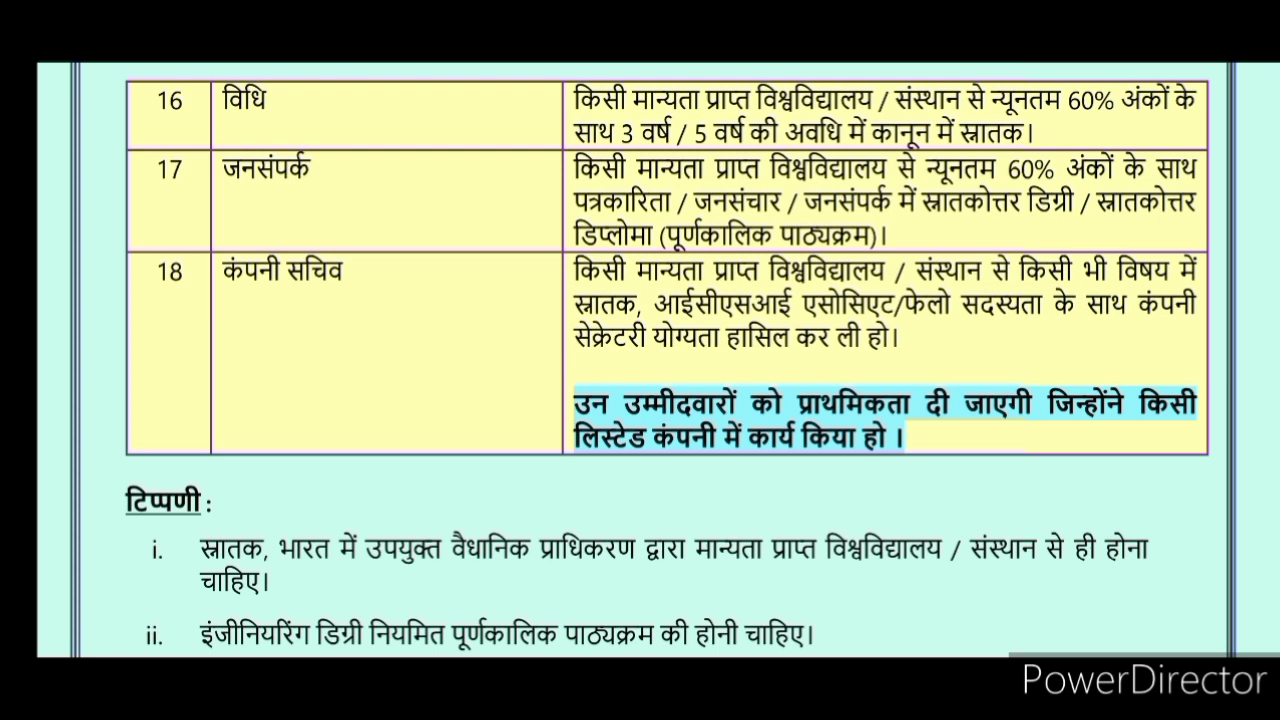 16 विधि किसी मान्यता प्राप्त विश्वविद्यालय / संस्थान से न्यूनतम 60% अंकों के
साथ 3 वर्ष / 5 वर्ष की अवधि में कानून में स्नातक।
17 जनसंपर्क किसी मान्यता प्राप्त विश्वविद्यालय से न्यूनतम 60% अंकों के साथ
पत्रकारिता / जनसंचार / जनसंपर्क में स्नातकोत्तर डिग्री / स्नातकोत्तर
डिप्लोमा (पूर्णकालिक पाठ्यक्रम)।
18 कंपनी सचिव किसी मान्यता प्राप्त विश्वविद्यालय / संस्थान से किसी भी विषय में
स्नातक, आईसीएसआई एसोसिएट/फेलो सदस्यता के साथ कंपनी
सेक्रेटरी योग्यता हासिल कर ली हो।
उन उम्मीदवारों को प्राथमिकता दी जाएगी जिन्होंने किसी
लिस्टेड कंपनी में कार्य किया हो ।
टिप्पणी :
i. स्नातक, भारत में उपयुक्त वैधानिक प्राधिकरण द्वारा मान्यता प्राप्त विश्वविद्यालय / संस्थान से ही होना
चाहिए।
ii. इंजीनियरिंग डिग्री नियमित पूर्णकालिक पाठ्यक्रम की होनी चाहिए।
PowerDirector